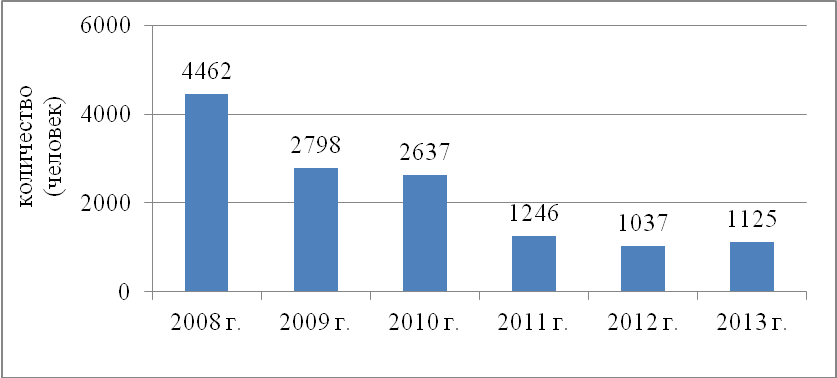 количество
(человек)
6000
4000
2000
0
4462
2798
2637
1246
1037
1125
2008 г.
2009 г.
2010 г.
2011 г.
2012 г.
2013 г.